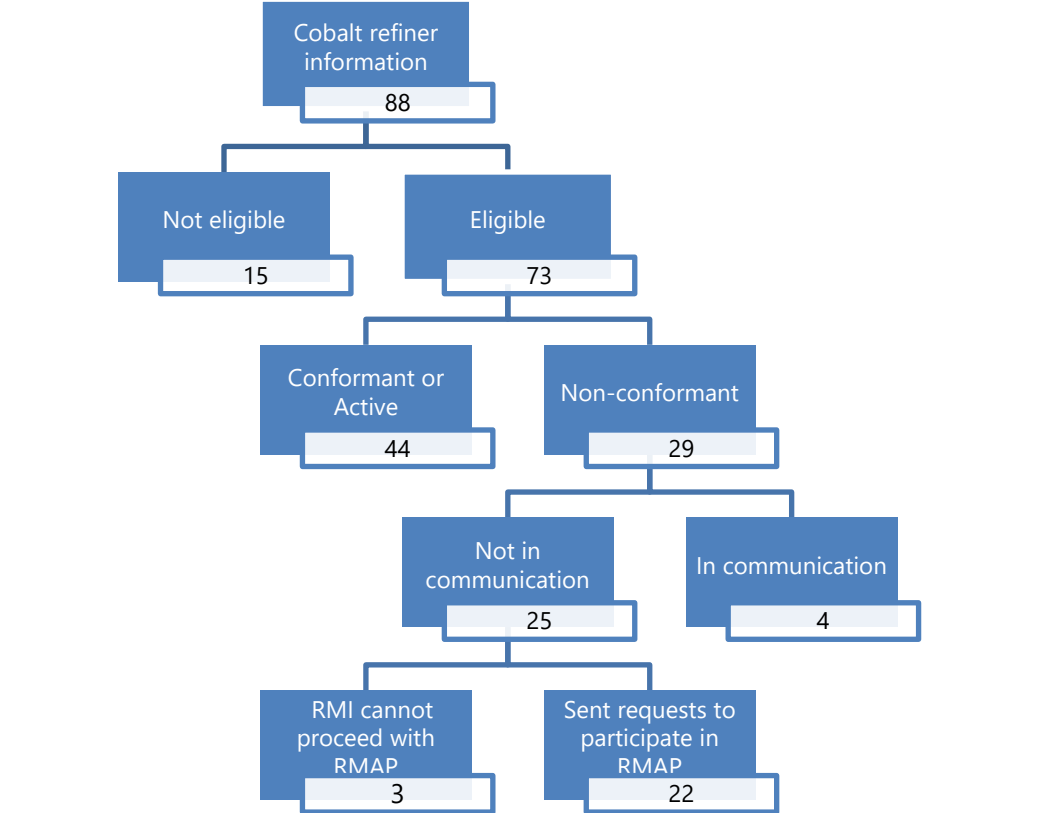 Cobalt refiner
information
88
Not eligible
15
Eligible
73
Conformant or
Active
44
Non-conformant
29
Not in
communication
25
In communication
4
RMI cannot
proceed with
RMAP
3
Sent requests to
participate in
RMAP
22